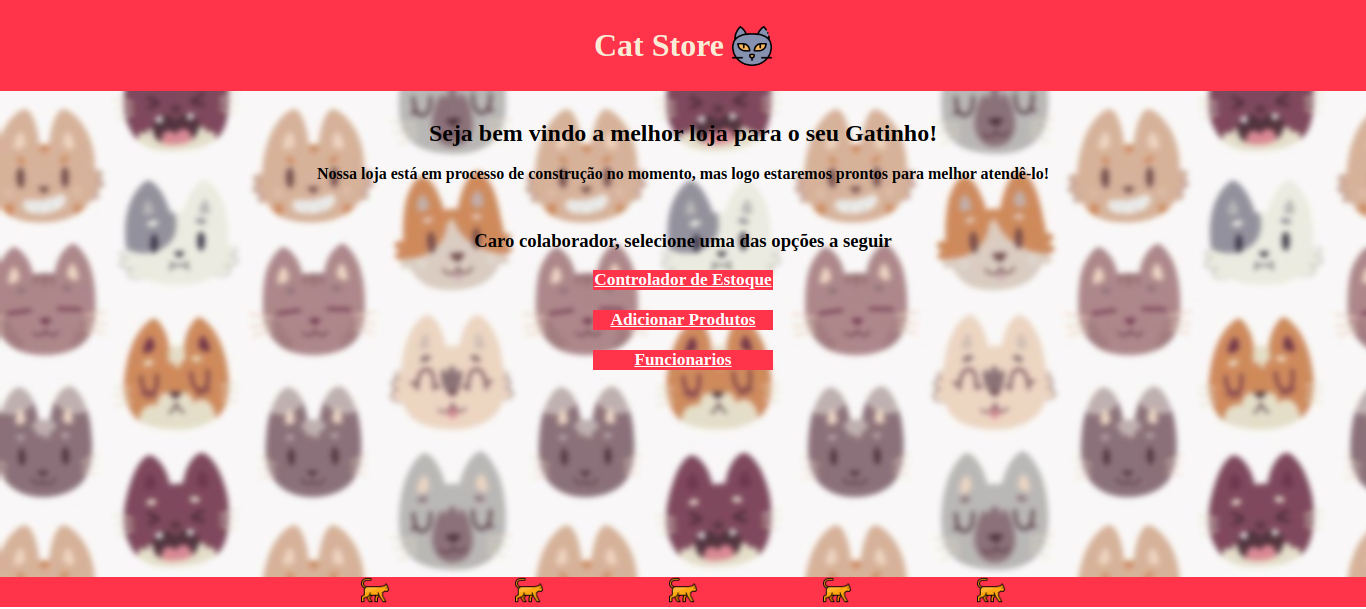 Cat Store
Seja bem vindo a melhor loja para o seu Gatinho!
Nossa loja está em processo de construção no momento, mas logo estaremos prontos para melhor atendê-lo!
Caro colaborador, selecione uma das opções a seguir
Controlador de Estoque
Adicionar Produtos
Funcionarios